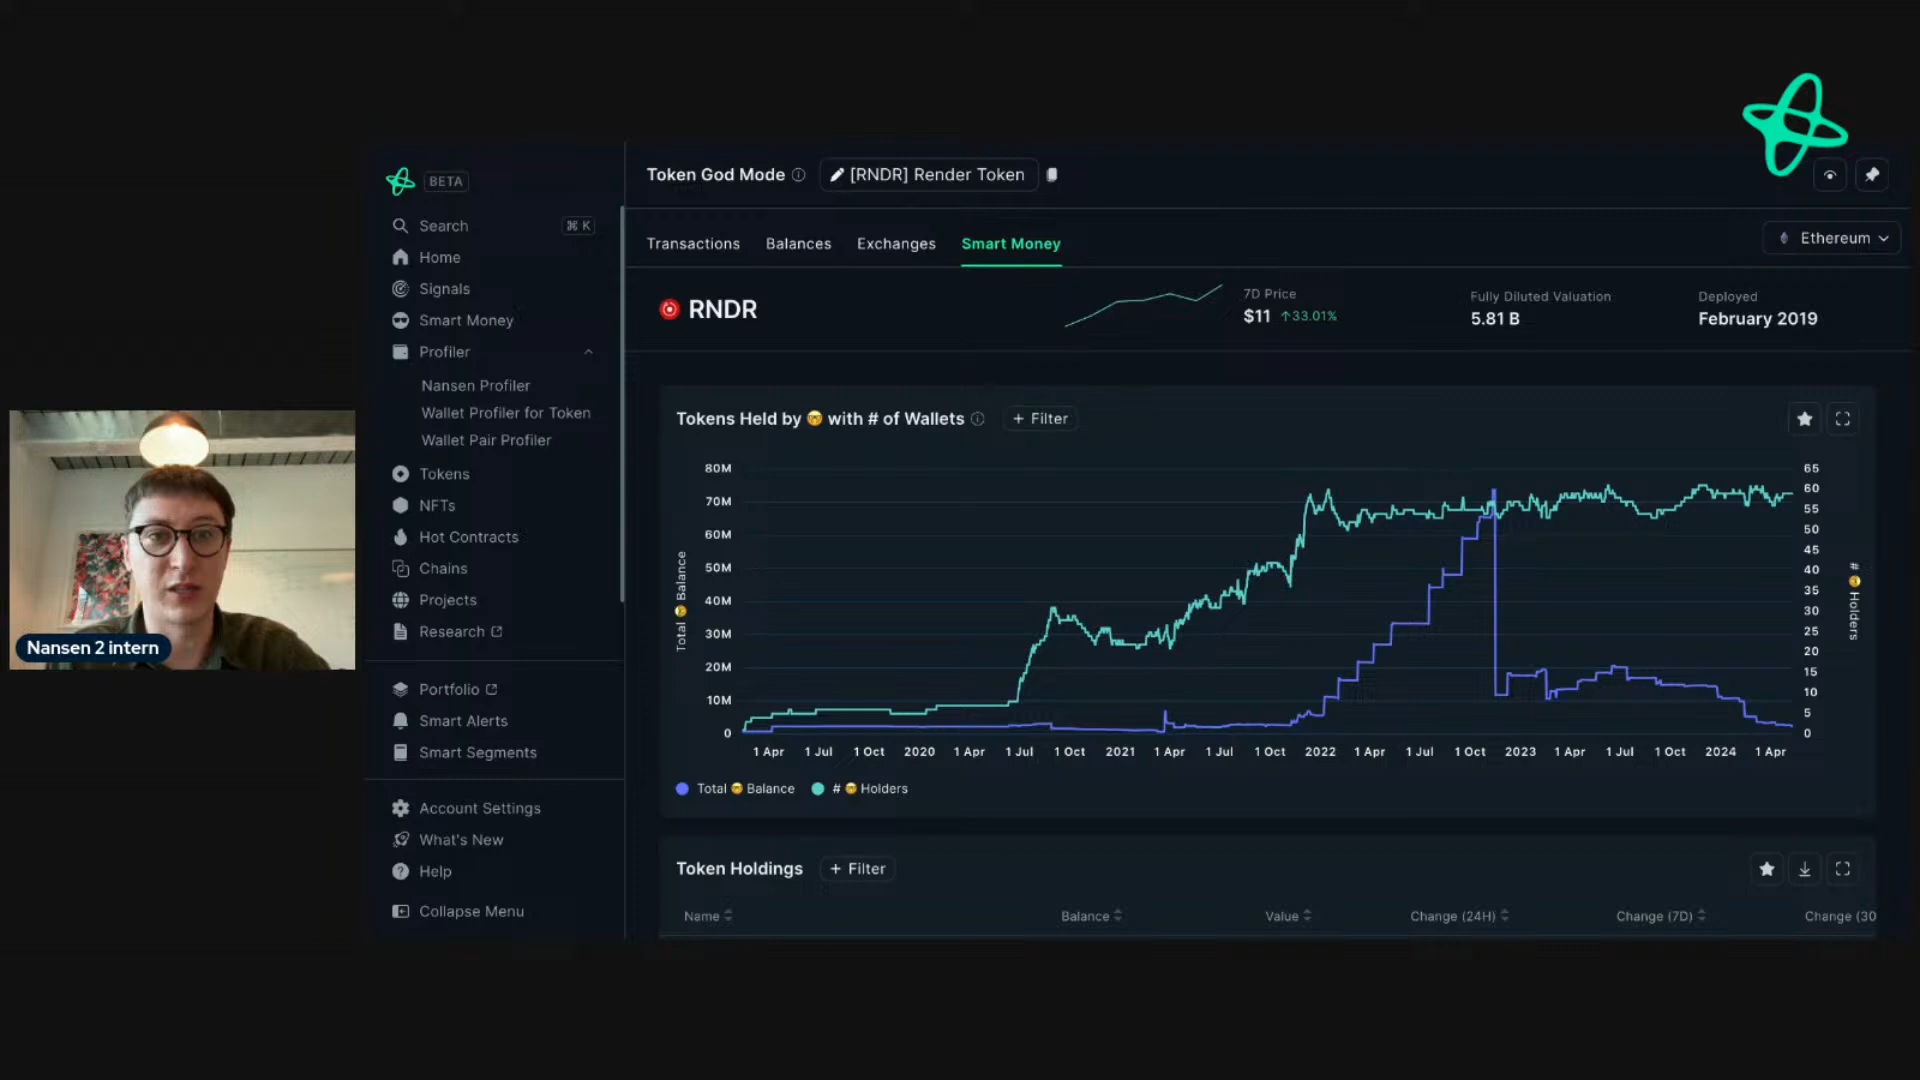 BETA
Search
⌘ K
Home
Signals
Smart Money
Profiler
Nansen Profiler
Wallet Profiler for Token
Wallet Pair Profiler
Tokens
NFTs
Hot Contracts
Chains
Projects
Research
Portfolio
Smart Alerts
Smart Segments
Account Settings
What's New
Help
Collapse Menu
Nansen 2 intern
Token God Mode
[RNDR] Render Token
Transactions Balances Exchanges Smart Money
Ethereum
RNDR
7D Price
$11 ↑33.01%
Fully Diluted Valuation
5.81 B
Deployed
February 2019
Tokens Held by 🤓 with # of Wallets
+ Filter
Total 🤓 Balance
80M
70M
60M
50M
40M
30M
20M
10M
0
65
60
55
50
45
40
35
30
25
20
15
10
5
0
# 🤓 Holders
1 Apr 1 Jul 1 Oct 2020 1 Apr 1 Jul 1 Oct 2021 1 Apr 1 Jul 1 Oct 2022 1 Apr 1 Jul 1 Oct 2023 1 Apr 1 Jul 1 Oct 2024 1 Apr
Total 🤓 Balance # 🤓 Holders
Token Holdings
+ Filter
Name Balance Value Change (24H) Change (7D) Change (30